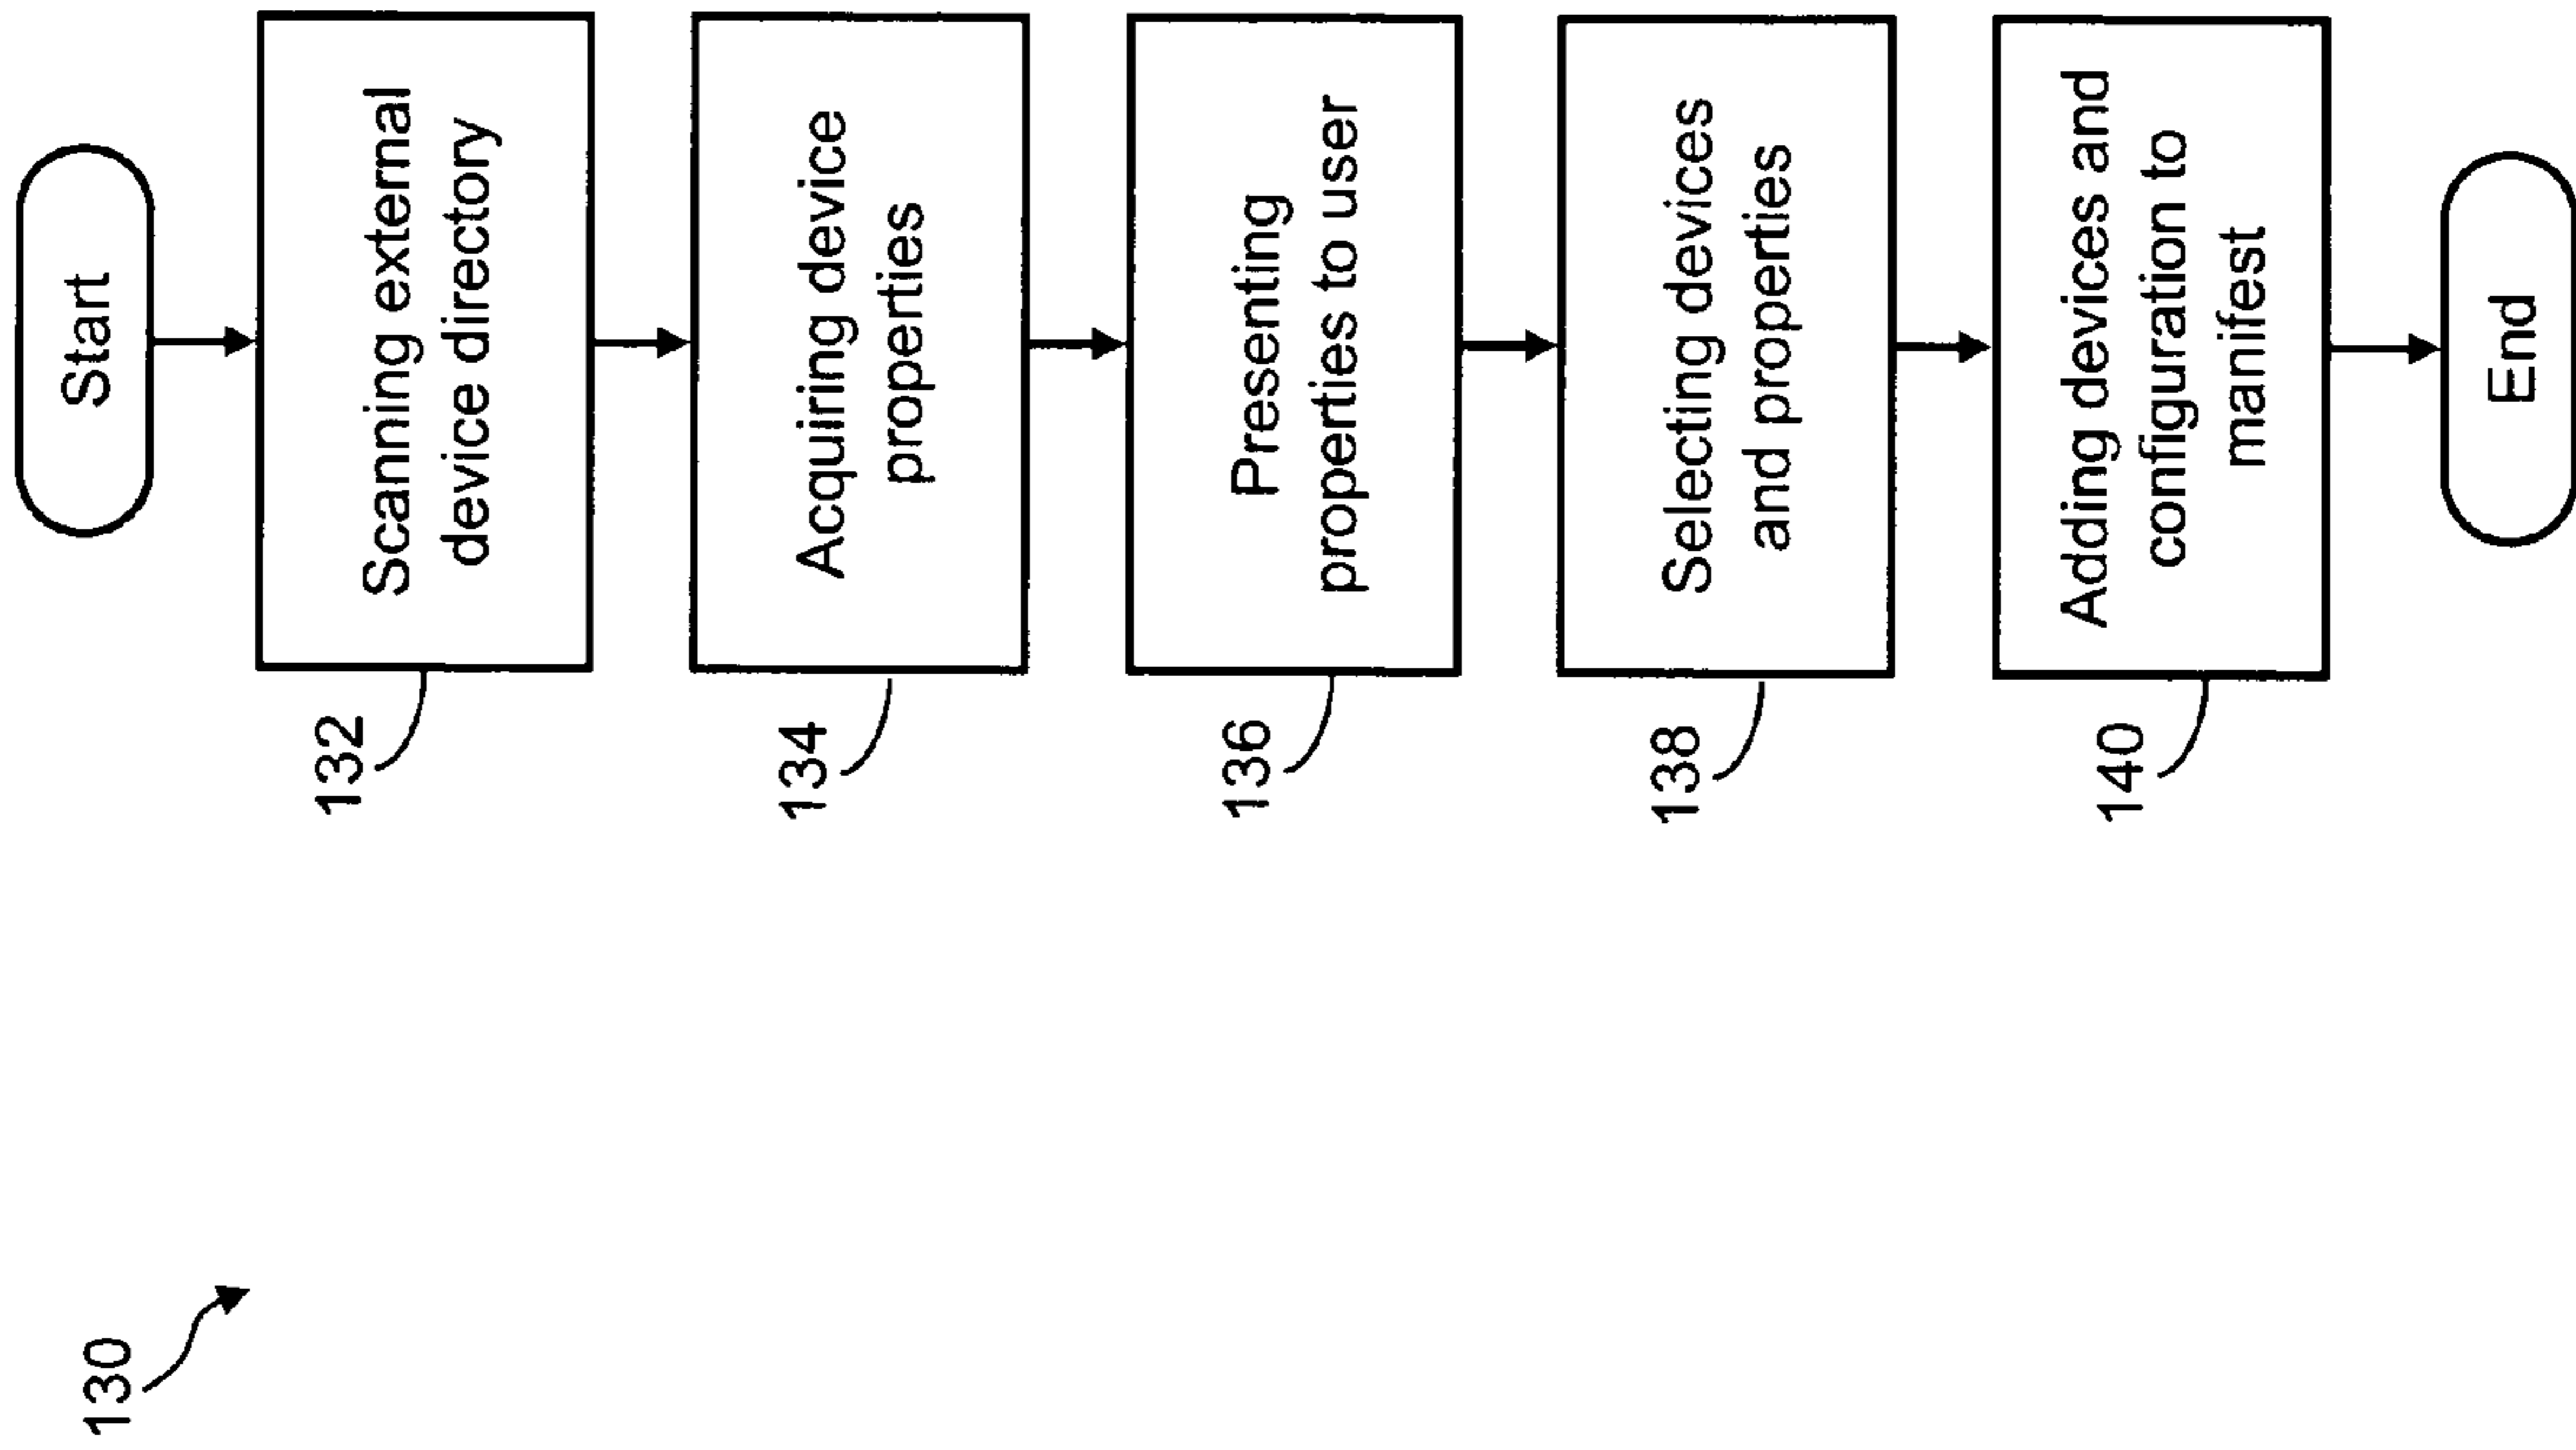 130
Start
132
Scanning external
device directory
134
Acquiring device
properties
136
Presenting
properties to user
138
Selecting devices
and properties
140
Adding devices and
configuration to
manifest
End